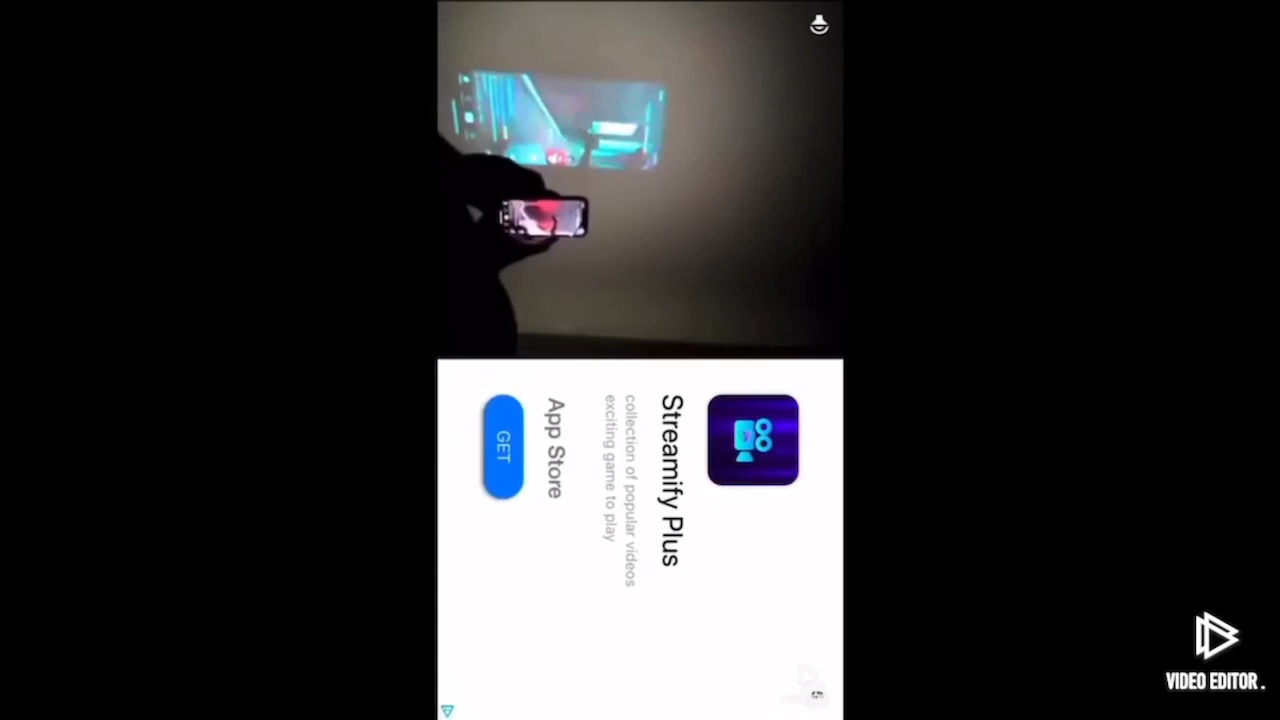 Streamify Plus
collection of popular videos
exciting game to play
App Store
GET
VIDEO EDITOR.